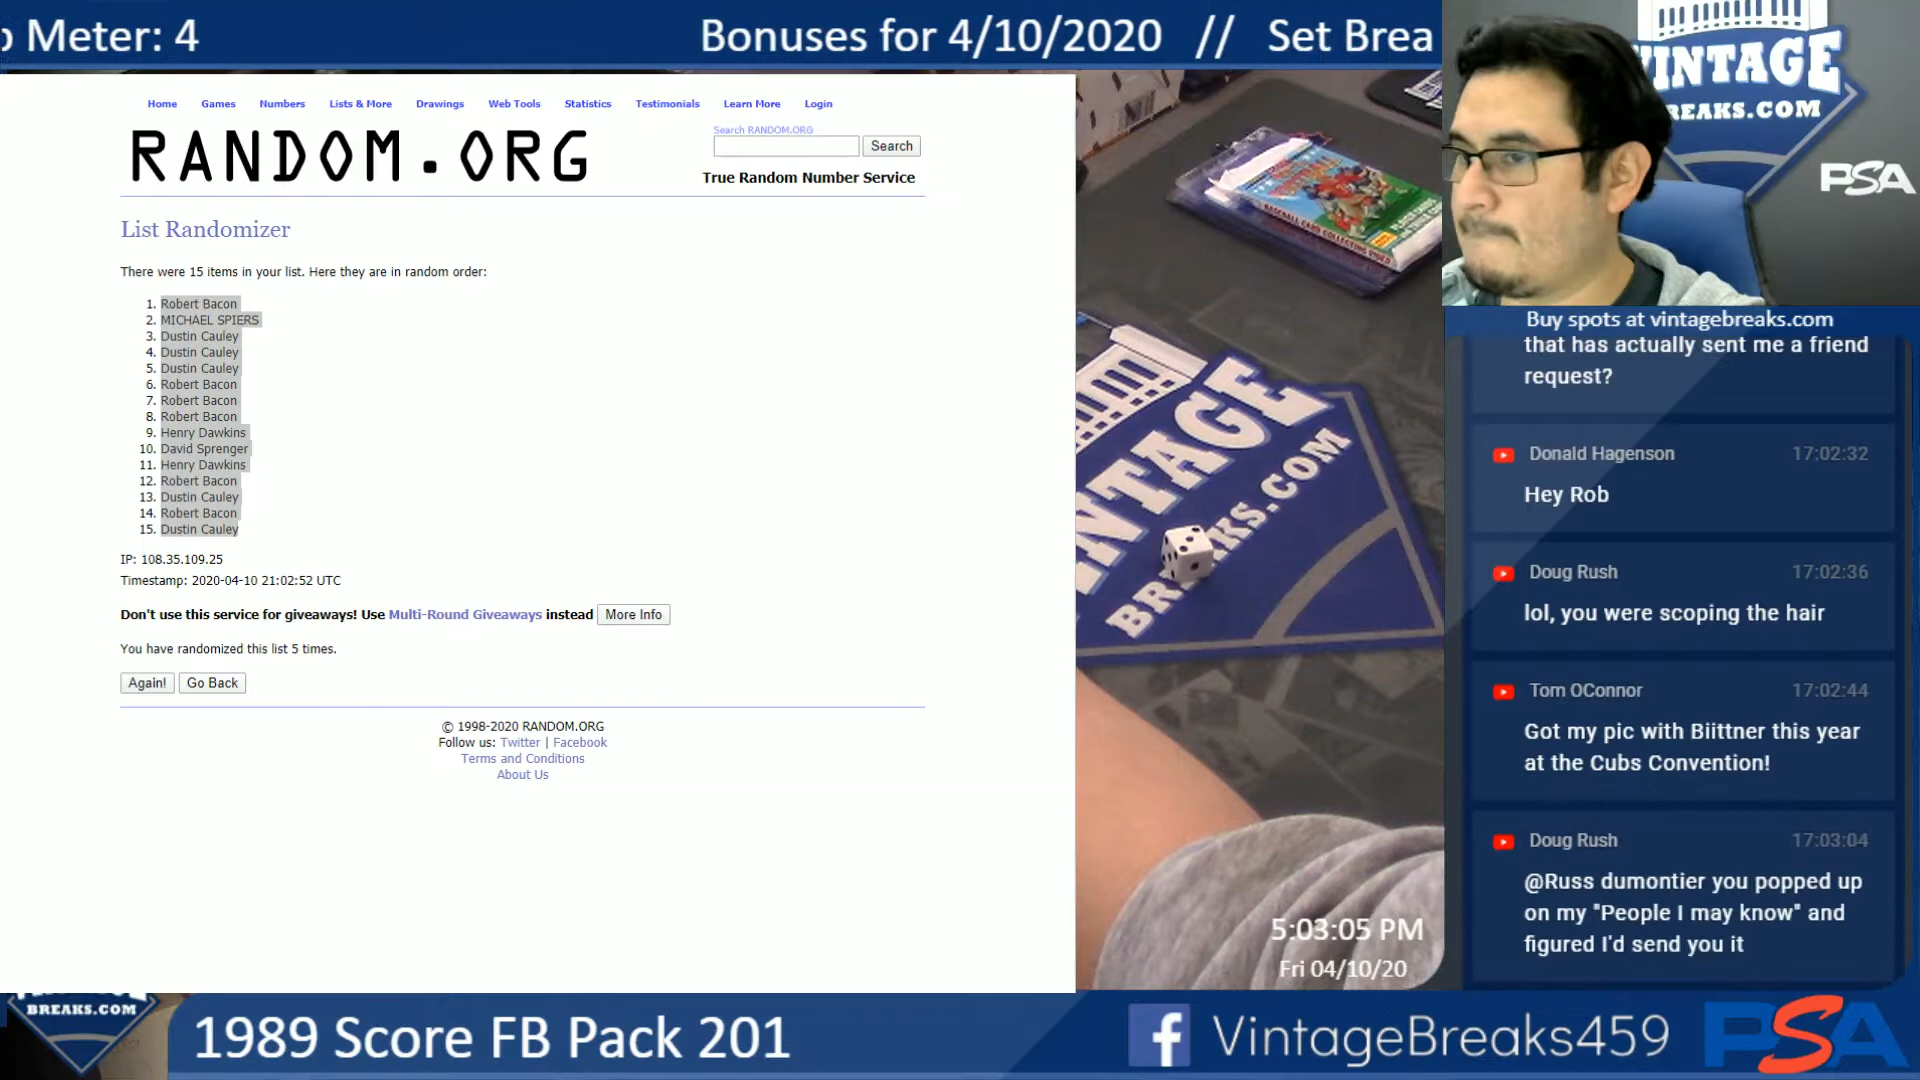 o Meter: 4
Bonuses for 4/10/2020 // Set Brea
Home Games Numbers Lists & More Drawings Web Tools Statistics Testimonials Learn More Login
RANDOM.ORG
Search RANDOM.ORG
Search
True Random Number Service
List Randomizer
There were 15 items in your list. Here they are in random order:
1. Robert Bacon
2. MICHAEL SPIERS
3. Dustin Cauley
4. Dustin Cauley
5. Dustin Cauley
6. Robert Bacon
7. Robert Bacon
8. Robert Bacon
9. Henry Dawkins
10. David Sprenger
11. Henry Dawkins
12. Robert Bacon
13. Dustin Cauley
14. Robert Bacon
15. Dustin Cauley
IP: 108.35.109.25
Timestamp: 2020-04-10 21:02:52 UTC
Don't use this service for giveaways! Use Multi-Round Giveaways instead More Info
You have randomized this list 5 times.
Again! Go Back
© 1998-2020 RANDOM.ORG
Follow us: Twitter | Facebook
Terms and Conditions
About Us
BASEBALL CARD COLLECTING VIDEO
NTAGE
BREAKS.COM
5:03:05 PM
Fri 04/10/20
VINTAGE
REAKS.COM
PSA
Buy spots at vintagebreaks.com
that has actually sent me a friend
request?
Donald Hagenson 17:02:32
Hey Rob
Doug Rush 17:02:36
lol, you were scoping the hair
Tom OConnor 17:02:44
Got my pic with Biittner this year
at the Cubs Convention!
Doug Rush 17:03:04
@Russ dumontier you popped up
on my "People I may know" and
figured I'd send you it
BREAKS.COM
1989 Score FB Pack 201
f VintageBreaks459
PSA